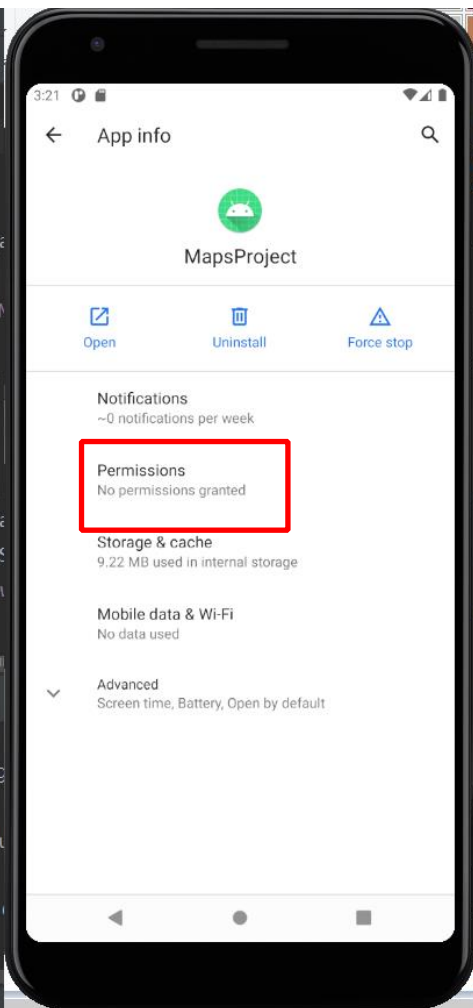 3:21
App info
MapsProject
Open Uninstall Force stop
Notifications
~0 notifications per week
Permissions
No permissions granted
Storage & cache
9.22 MB used in internal storage
Mobile data & Wi-Fi
No data used
Advanced
Screen time, Battery, Open by default